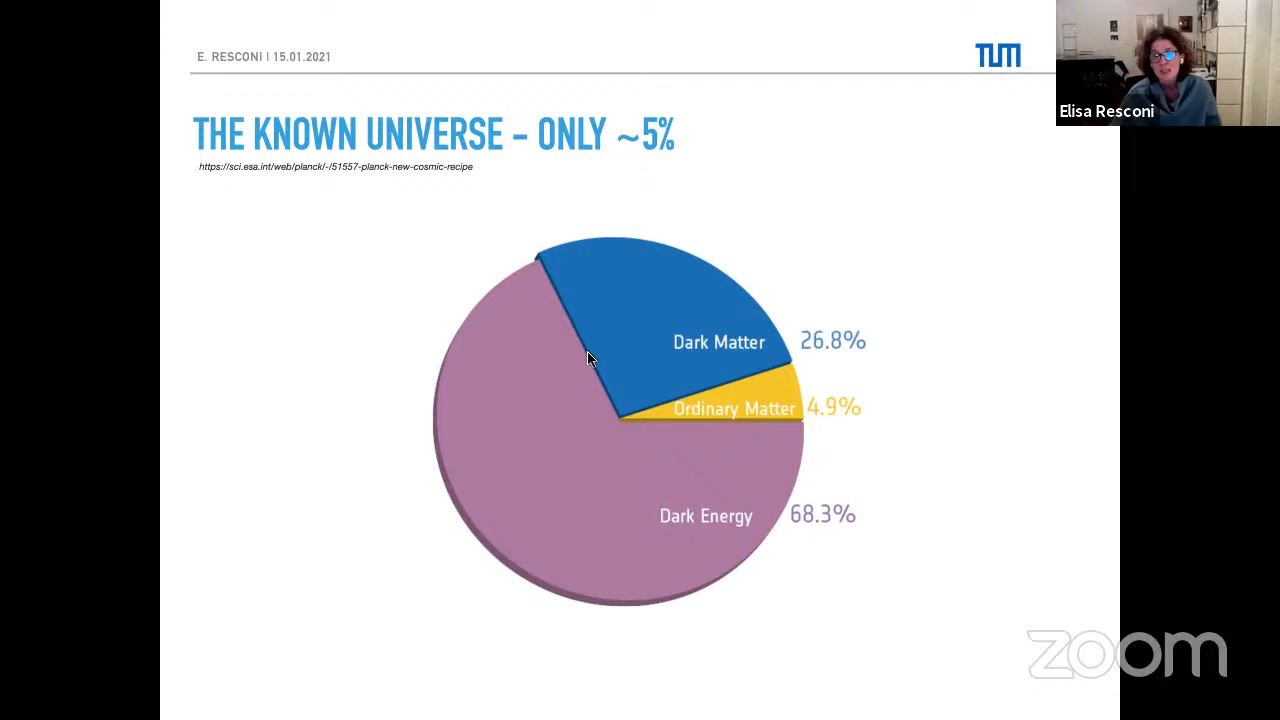 E. RESCONI | 15.01.2021
TUM
Elisa Resconi
THE KNOWN UNIVERSE - ONLY ~5%
https://sci.esa.int/web/planck/-/51557-planck-new-cosmic-recipe
Dark Matter 26.8%
Ordinary Matter 4.9%
Dark Energy 68.3%
zoom